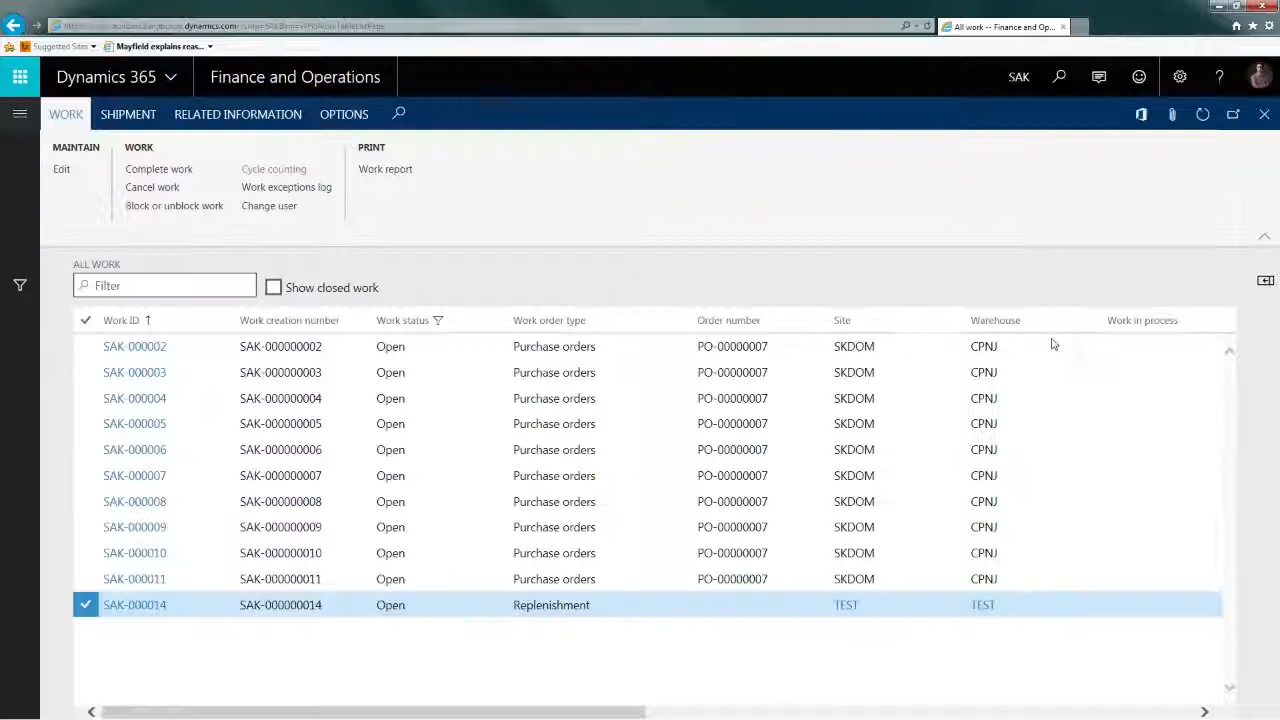 dynamics.com
All work -- Finance and Op...
Suggested Sites
Mayfield explains reas...
Dynamics 365
Finance and Operations
SAK
WORK
SHIPMENT
RELATED INFORMATION
OPTIONS
MAINTAIN
Edit
WORK
Complete work
Cycle counting
Cancel work
Work exceptions log
Block or unblock work
Change user
PRINT
Work report
ALL WORK
Filter
Show closed work
Work ID Work creation number Work status Work order type Order number Site Warehouse Work in process
SAK-000002 SAK-000000002 Open Purchase orders PO-00000007 SKDOM CPNJ
SAK-000003 SAK-000000003 Open Purchase orders PO-00000007 SKDOM CPNJ
SAK-000004 SAK-000000004 Open Purchase orders PO-00000007 SKDOM CPNJ
SAK-000005 SAK-000000005 Open Purchase orders PO-00000007 SKDOM CPNJ
SAK-000006 SAK-000000006 Open Purchase orders PO-00000007 SKDOM CPNJ
SAK-000007 SAK-000000007 Open Purchase orders PO-00000007 SKDOM CPNJ
SAK-000008 SAK-000000008 Open Purchase orders PO-00000007 SKDOM CPNJ
SAK-000009 SAK-000000009 Open Purchase orders PO-00000007 SKDOM CPNJ
SAK-000010 SAK-000000010 Open Purchase orders PO-00000007 SKDOM CPNJ
SAK-000011 SAK-000000011 Open Purchase orders PO-00000007 SKDOM CPNJ
SAK-000014 SAK-000000014 Open Replenishment TEST TEST